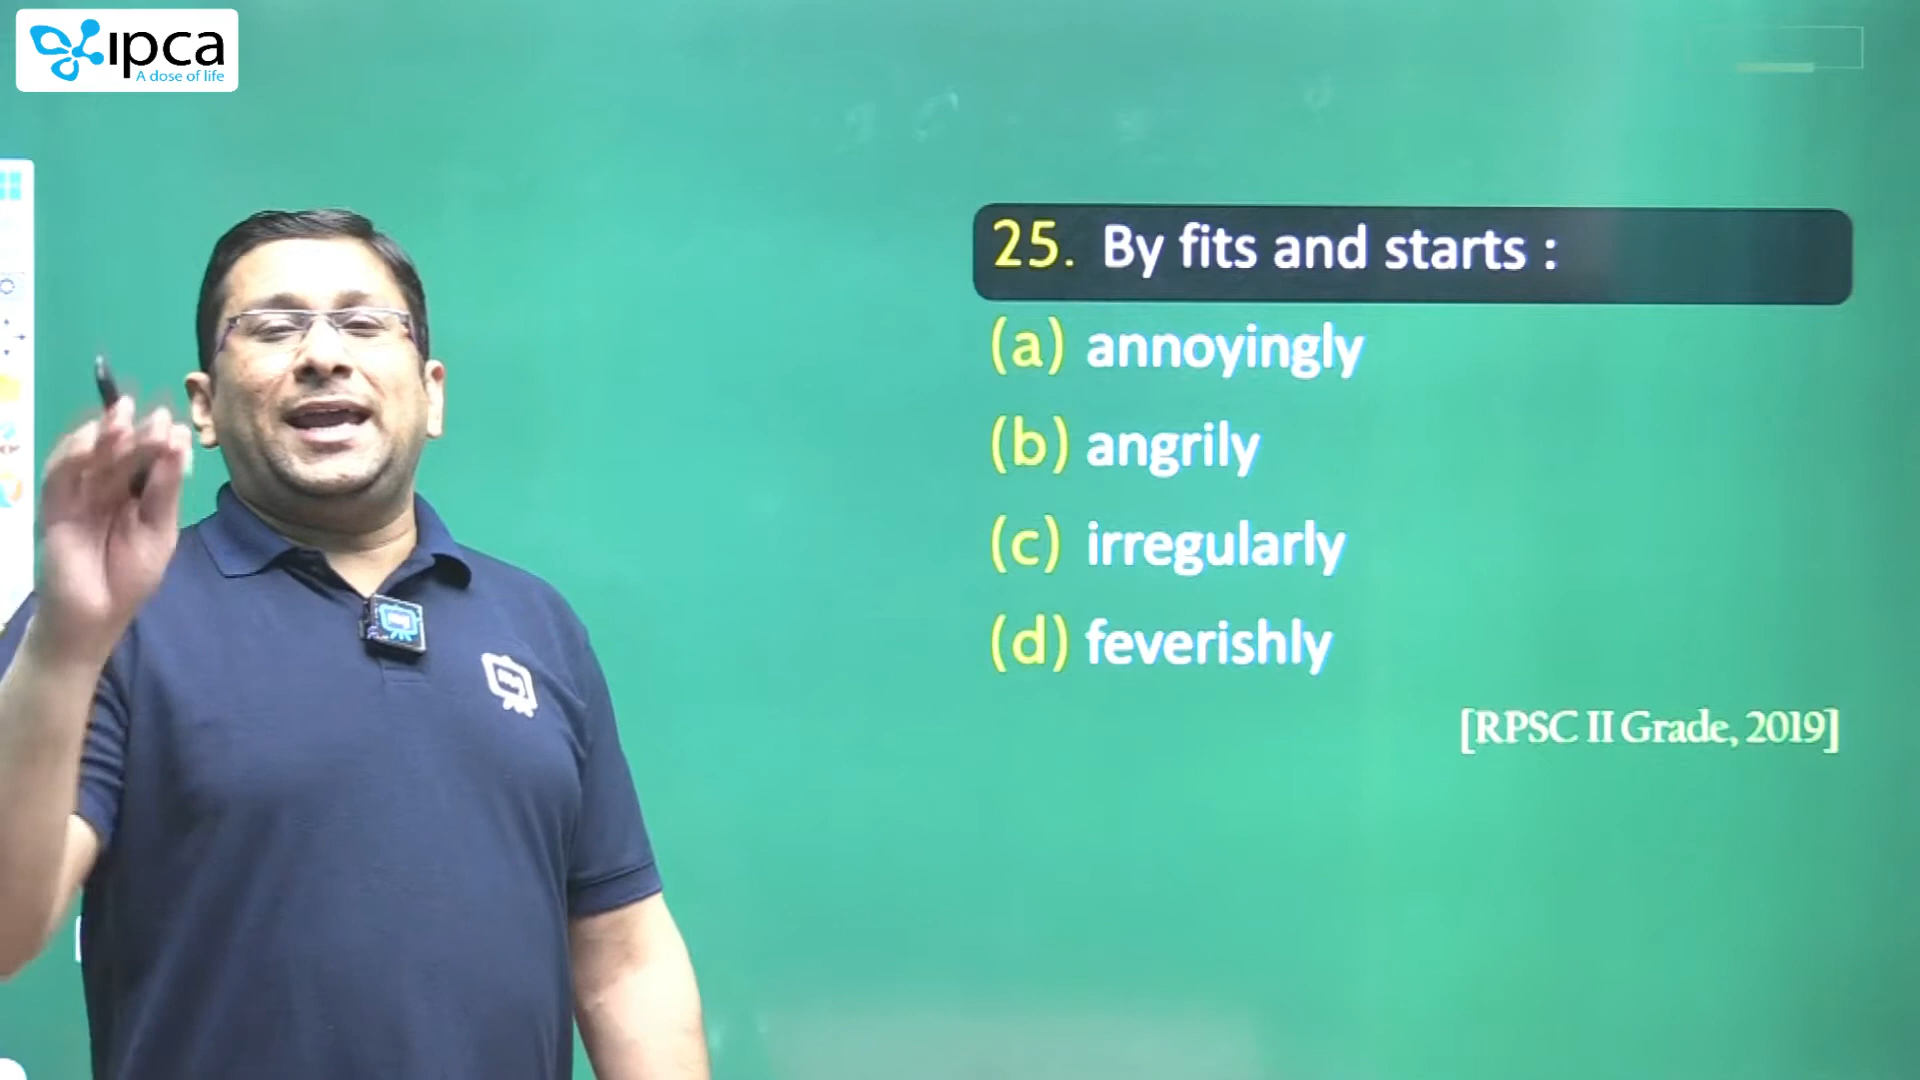 ipca
A dose of life
25. By fits and starts :
(a) annoyingly
(b) angrily
(c) irregularly
(d) feverishly
[RPSC II Grade, 2019]